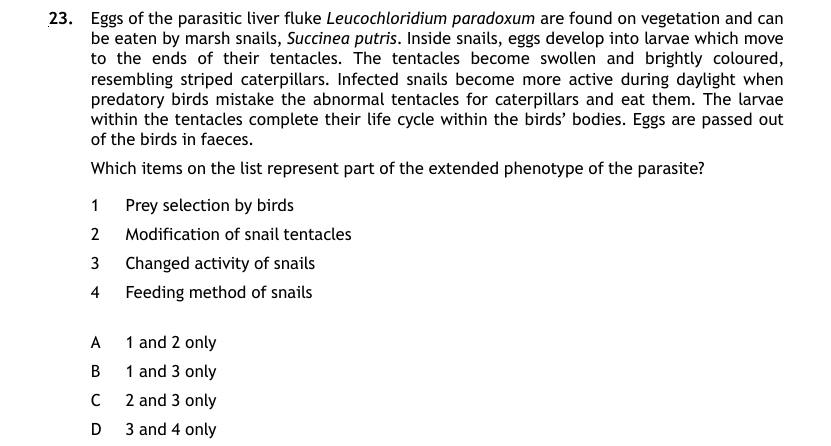 23. Eggs of the parasitic liver fluke Leucochloridium paradoxum are found on vegetation and can
be eaten by marsh snails, Succinea putris. Inside snails, eggs develop into larvae which move
to the ends of their tentacles. The tentacles become swollen and brightly coloured,
resembling striped caterpillars. Infected snails become more active during daylight when
predatory birds mistake the abnormal tentacles for caterpillars and eat them. The larvae
within the tentacles complete their life cycle within the birds' bodies. Eggs are passed out
of the birds in faeces.
Which items on the list represent part of the extended phenotype of the parasite?
1 Prey selection by birds
2 Modification of snail tentacles
3 Changed activity of snails
4 Feeding method of snails
A 1 and 2 only
B 1 and 3 only
C 2 and 3 only
D 3 and 4 only